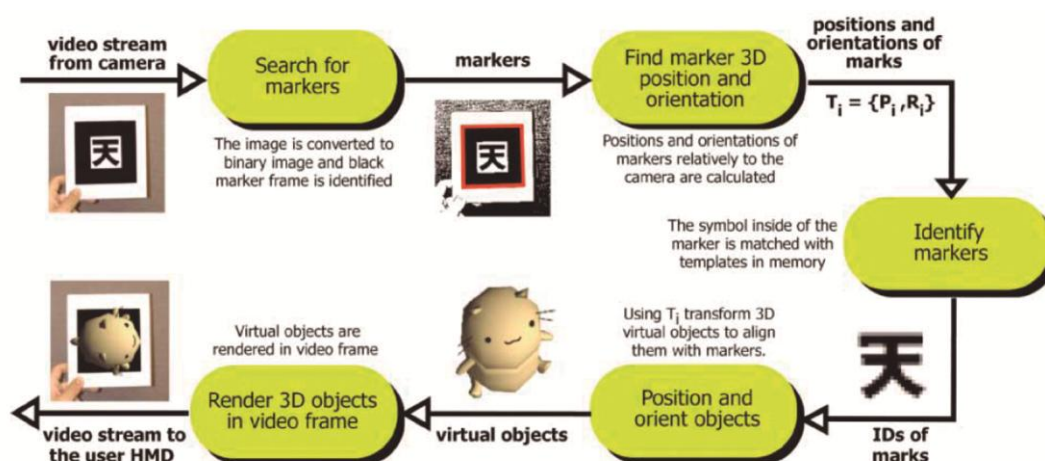 video stream
from camera
Search for
markers
The image is converted to
binary image and black
marker frame is identified
markers
Find marker 3D
position and
orientation
Positions and orientations of
markers relatively to the
camera are calculated
positions and
orientations of
marks
Ti = {Pi ,Ri}
天
天
The symbol inside of the
marker is matched with
templates in memory
Identify
markers
天
IDs of
marks
Using Ti transform 3D
virtual objects to align
them with markers.
Position and
orient objects
virtual objects
Virtual objects are
rendered in video frame
Render 3D objects
in video frame
video stream to
the user HMD